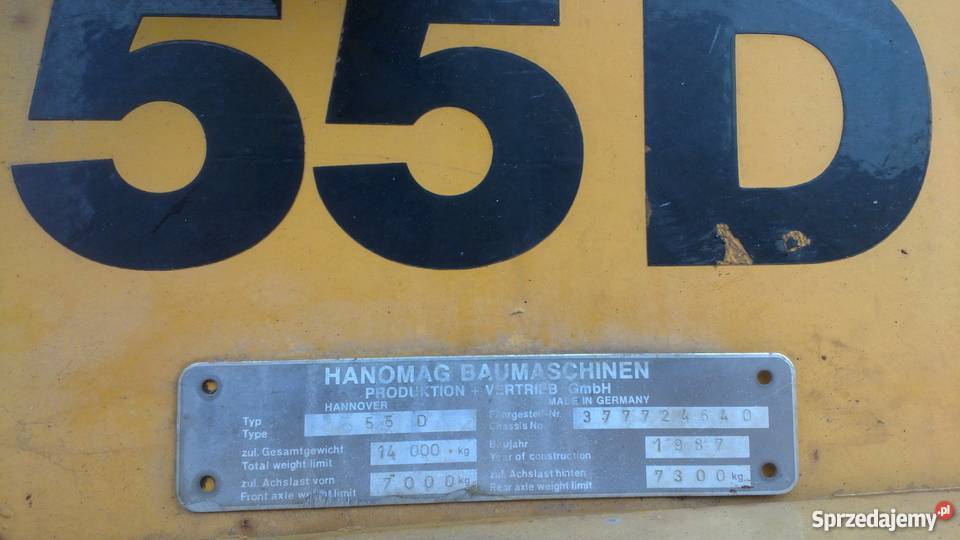 55D
HANOMAG BAUMASCHINEN
PRODUKTION + VERTRIEB GmbH
HANNOVER MADE IN GERMANY
Typ 55 D Fahrgestell-Nr. 377724640
Type Chassis No
zul. Gesamtgewicht 14 000 kg Baujahr 1987
Total weight limit Year of construction
zul. Achslast vorn 7000 kg zul. Achslast hinten 7300 kg
Front axle weight limit Rear axle weight limit
Sprzedajemy.pl